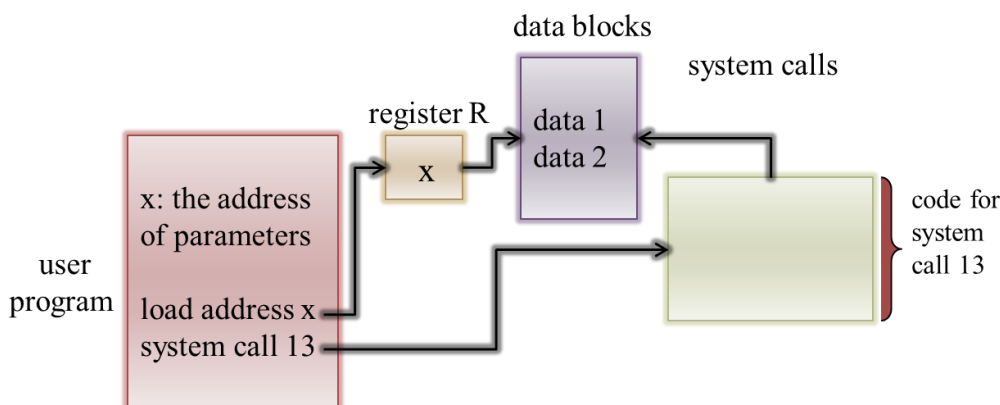 data blocks
system calls
register R
data 1
data 2
x
x: the address
of parameters
user
program
load address x
system call 13
code for
system
call 13